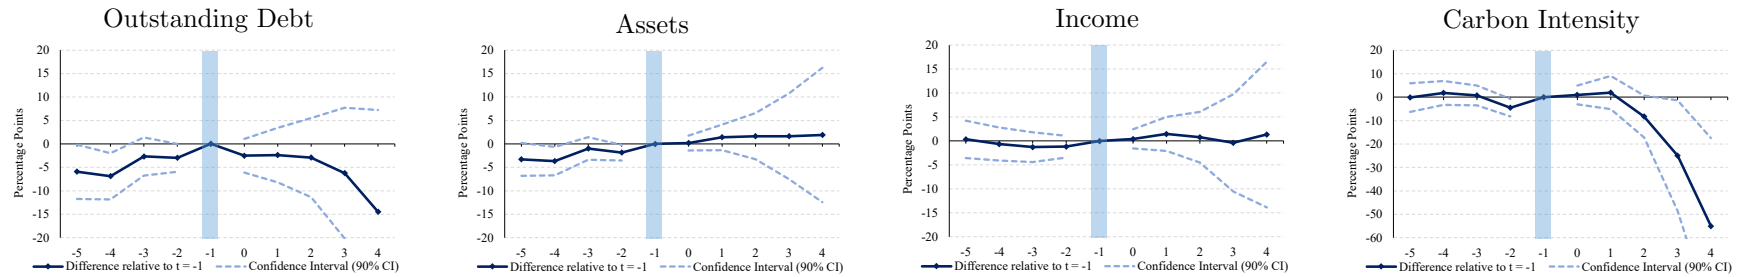 Outstanding Debt
Percentage Points
20
15
10
5
0
-5
-10
-15
-20
-5 -4 -3 -2 -1 0 1 2 3 4
Difference relative to t = -1 Confidence Interval (90% CI)
Assets
Percentage Points
20
15
10
5
0
-5
-10
-15
-20
-5 -4 -3 -2 -1 0 1 2 3 4
Difference relative to t = -1 Confidence Interval (90% CI)
Income
Percentage Points
20
15
10
5
0
-5
-10
-15
-20
-5 -4 -3 -2 -1 0 1 2 3 4
Difference relative to t = -1 Confidence Interval (90% CI)
Carbon Intensity
Percentage Points
20
10
0
-10
-20
-30
-40
-50
-60
-5 -4 -3 -2 -1 0 1 2 3 4
Difference relative to t = -1 Confidence Interval (90% CI)